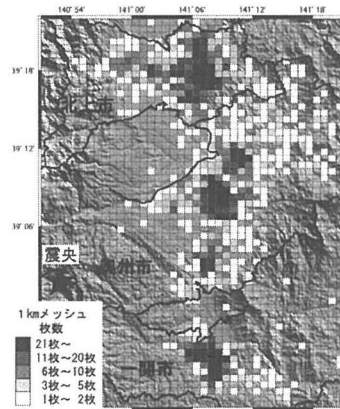 140°54' 141°00' 141°06' 141°12' 141°18'
39°18'
北上市
39°12'
39°06'
震央
奥州市
一関市
1kmメッシュ
枚数
21枚～
11枚～20枚
6枚～10枚
3枚～ 5枚
1枚～ 2枚